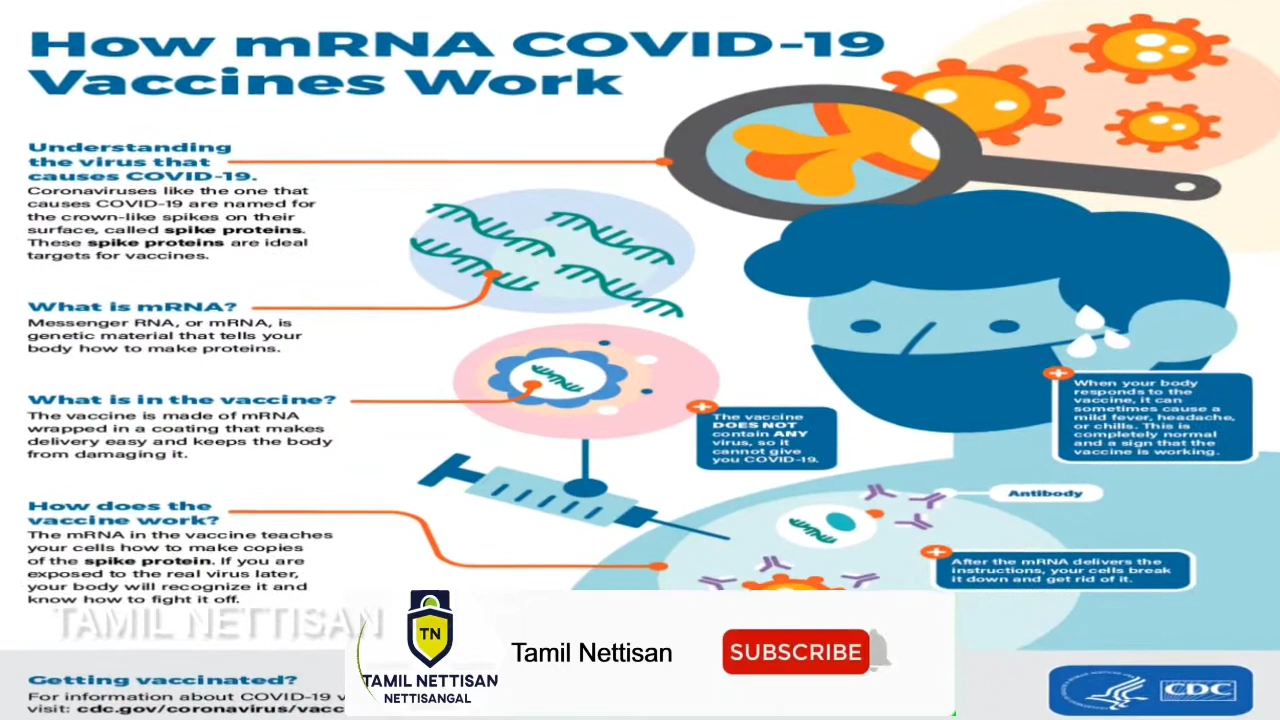 How mRNA COVID-19
Vaccines Work
Understanding
the virus that
causes COVID-19.
Coronaviruses like the one that
causes COVID-19 are named for
the crown-like spikes on their
surface, called spike proteins.
These spike proteins are ideal
targets for vaccines.
What is mRNA?
Messenger RNA, or mRNA, is
genetic material that tells your
body how to make proteins.
What is in the vaccine?
The vaccine is made of mRNA
wrapped in a coating that makes
delivery easy and keeps the body
from damaging it.
The vaccine
DOES NOT
contain ANY
virus, so it
cannot give
you COVID-19.
When your body
responds to the
vaccine, it can
sometimes cause a
mild fever, headache,
or chills. This is
completely normal
and a sign that the
vaccine is working.
How does the
vaccine work?
The mRNA in the vaccine teaches
your cells how to make copies
of the spike protein. If you are
exposed to the real virus later,
your body will recognize it and
know how to fight it off.
Antibody
After the mRNA delivers the
instructions, your cells break
it down and get rid of it.
TAMIL NETTISAN
TN
TAMIL NETTISAN
NETTISANGAL
Tamil Nettisan
SUBSCRIBE
Getting vaccinated?
For information about COVID-19 v
visit: cdc.gov/coronavirus/vacc
CDC